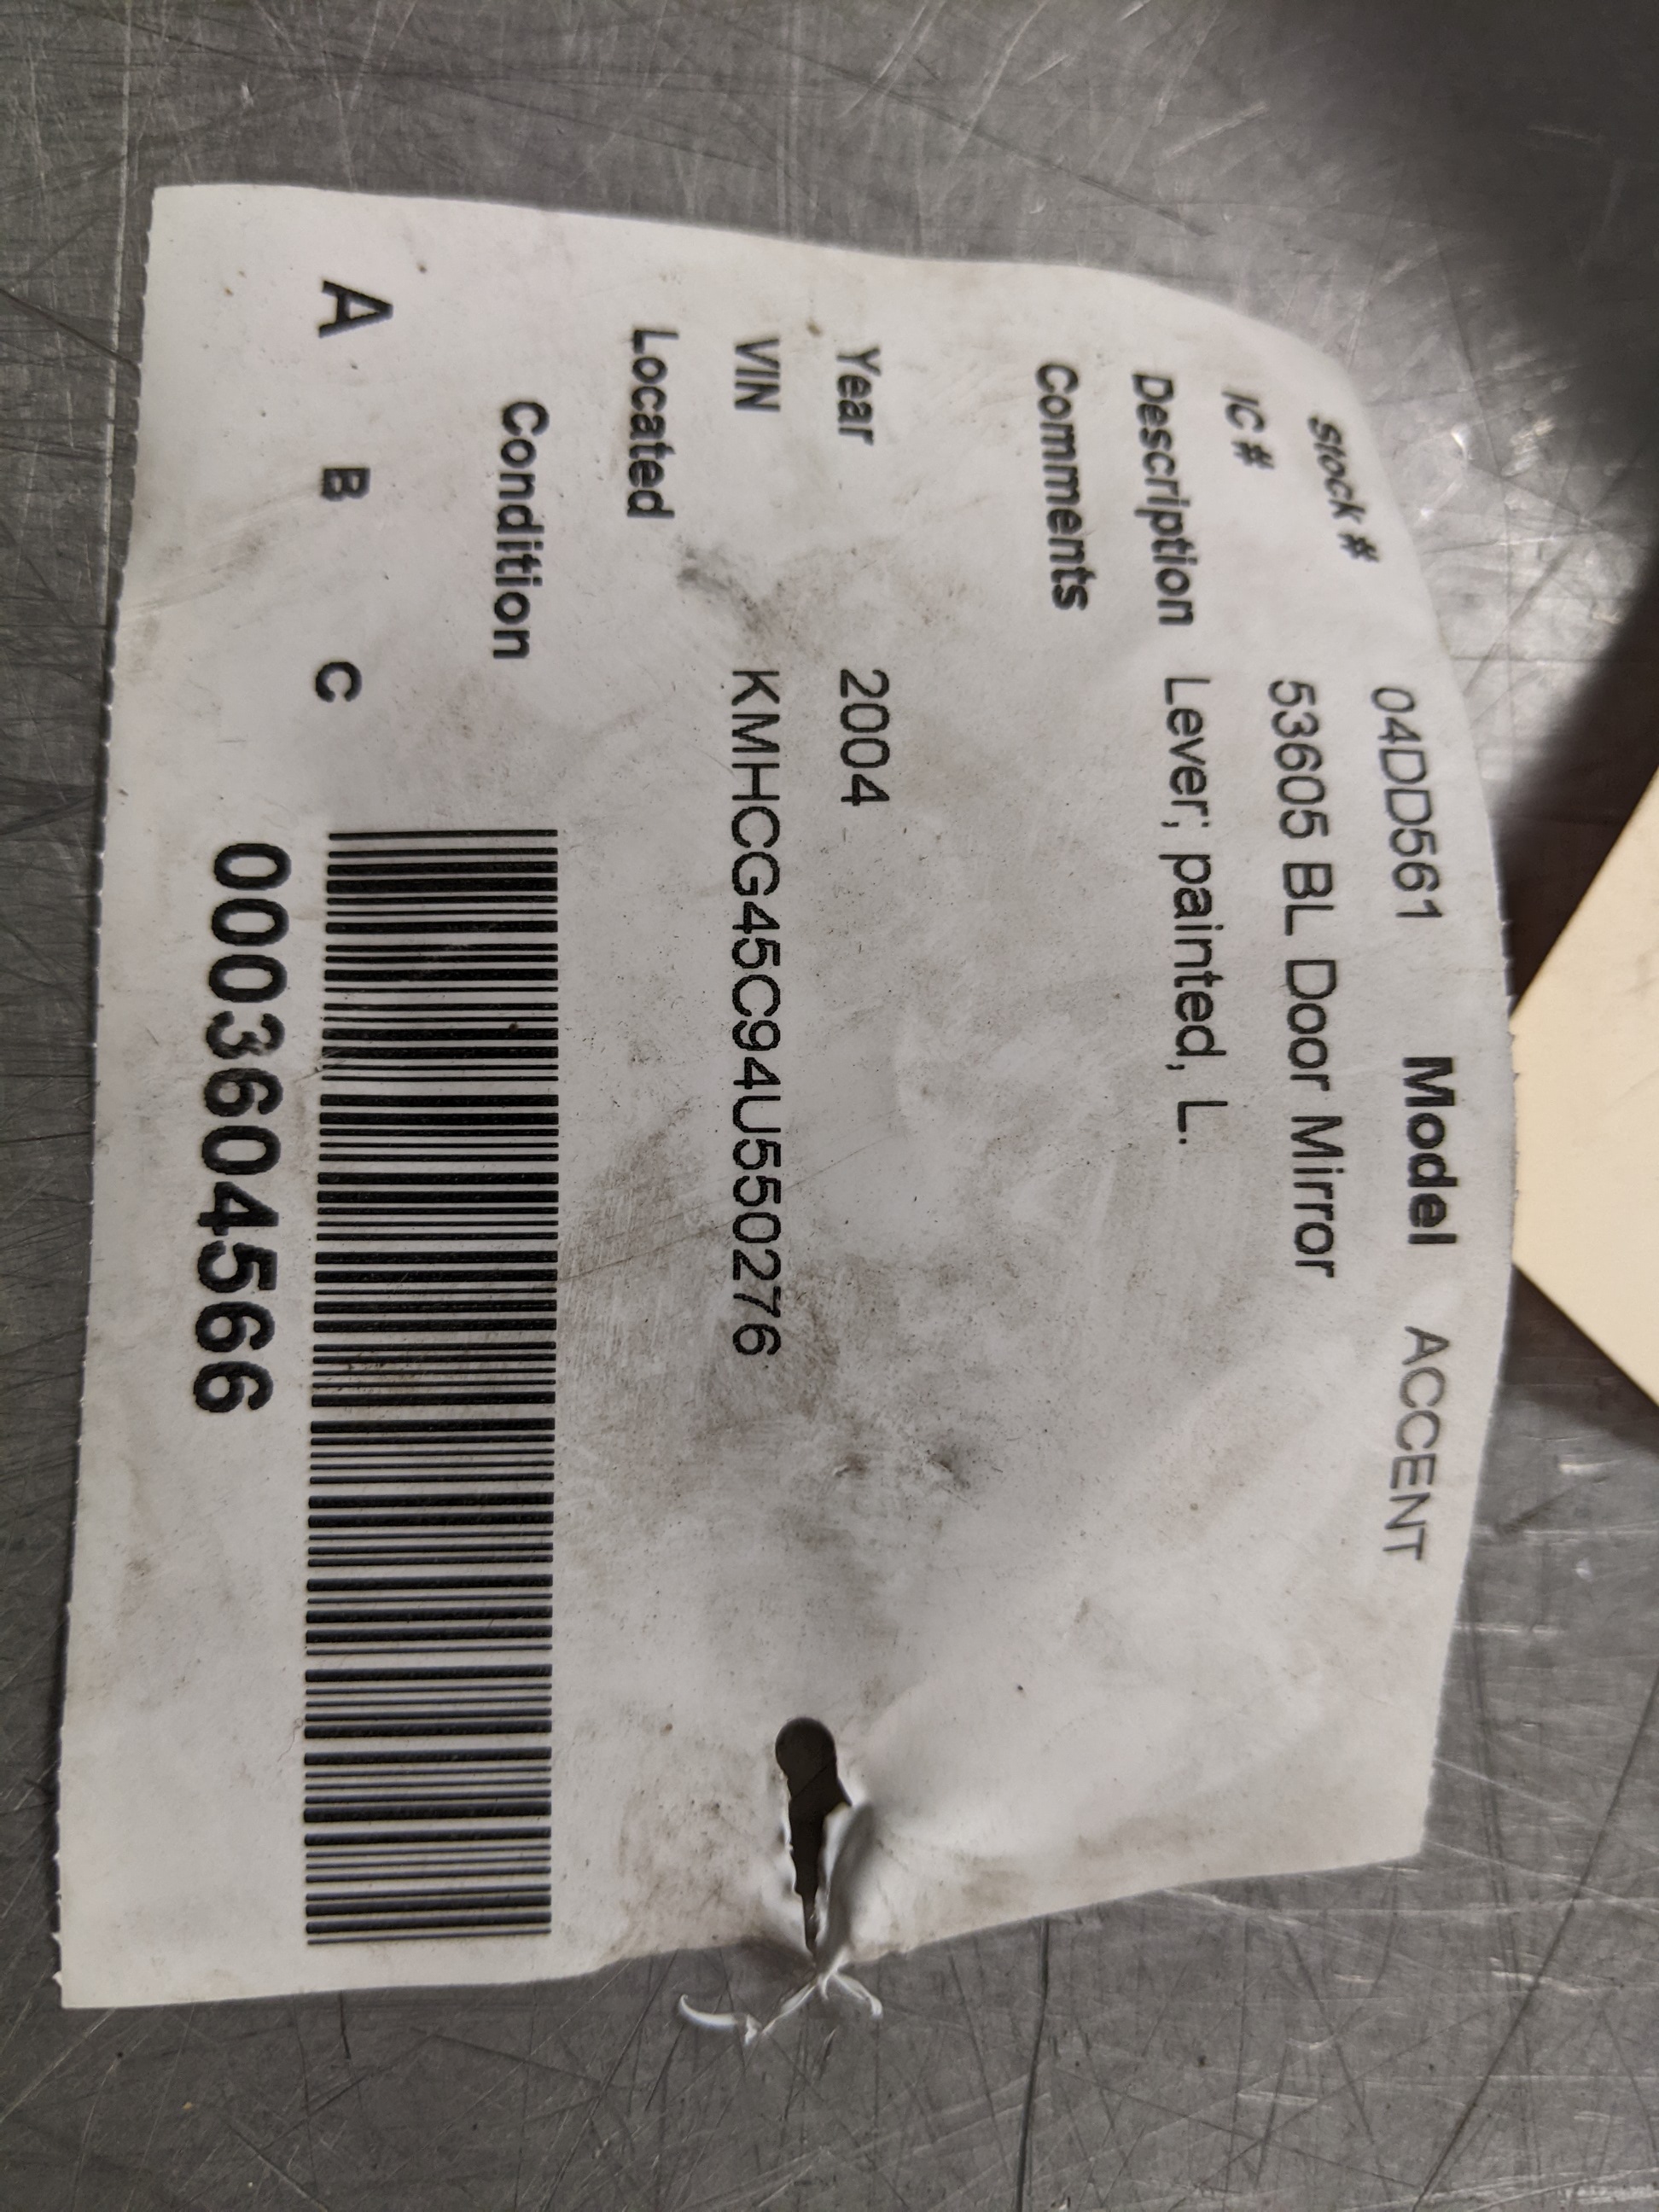 Stock # 04DD561 Model ACCENT
IC # 53605 BL Door Mirror
Description Lever; painted, L.
Comments
Year 2004
VIN KMHCG45C94U550276
Located
Condition
A B C
0003604566